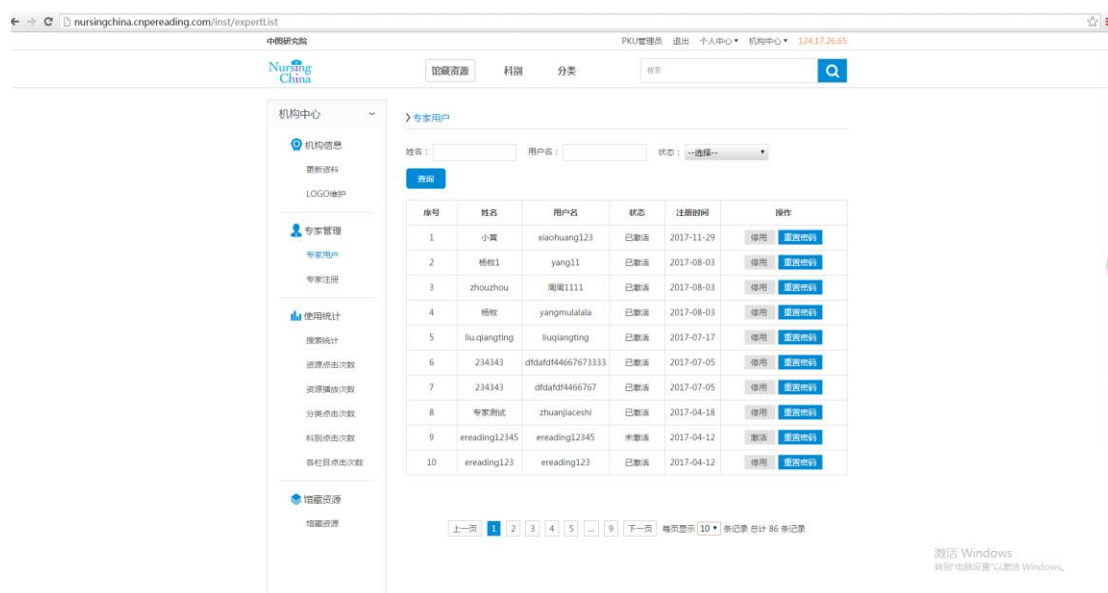 nursingchina.cnpereading.com/inst/expertList
中图研究院 PKU管理员 退出 个人中心 机构中心 124.17.26.65
Nursing China 馆藏资源 科别 分类 搜索
机构中心
机构信息
更新资料
LOGO维护
专家管理
专家用户
专家注册
使用统计
搜索统计
资源点击次数
资源播放次数
分类点击次数
科别点击次数
各栏目点击次数
馆藏资源
馆藏资源
专家用户
姓名： 用户名： 状态： --选择--
查询
序号 姓名 用户名 状态 注册时间 操作
1 小黄 xiaohuang123 已激活 2017-11-29 停用 重置密码
2 杨牧1 yang11 已激活 2017-08-03 停用 重置密码
3 zhouzhou 周周1111 已激活 2017-08-03 停用 重置密码
4 杨牧 yangmulalala 已激活 2017-08-03 停用 重置密码
5 liu.qiangting liuqiangting 已激活 2017-07-17 停用 重置密码
6 234343 dfdafdf44667673333 已激活 2017-07-05 停用 重置密码
7 234343 dfdafdf4466767 已激活 2017-07-05 停用 重置密码
8 专家测试 zhuanjiaceshi 已激活 2017-04-18 停用 重置密码
9 ereading12345 ereading12345 未激活 2017-04-12 激活 重置密码
10 ereading123 ereading123 已激活 2017-04-12 停用 重置密码
上一页 1 2 3 4 5 ... 9 下一页 每页显示 10 条记录 总计 86 条记录
激活 Windows
转到"电脑设置"以激活 Windows。